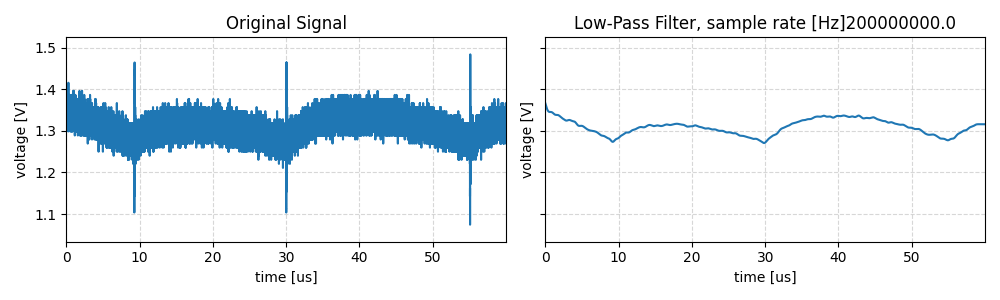 Original Signal
Low-Pass Filter, sample rate [Hz]200000000.0
voltage [V]
1.5
1.4
1.3
1.2
1.1
0
10
20
30
40
50
time [us]
voltage [V]
0
10
20
30
40
50
time [us]